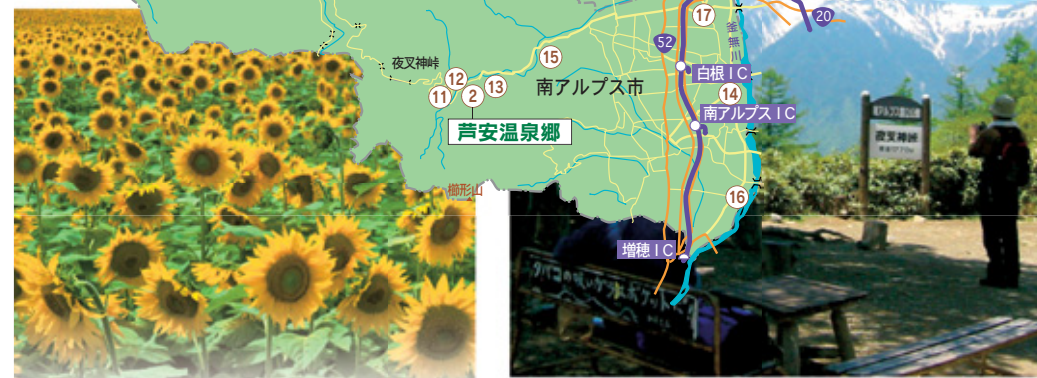 17
20
52
釜無川
夜叉神峠
15
白根IC
12
13
11
2
南アルプス市
14
南アルプスIC
芦安温泉郷
夜叉神峠
櫛形山
16
増穂IC